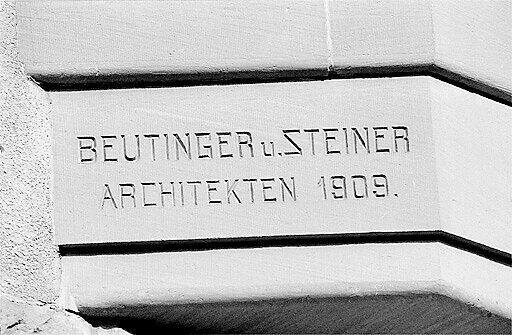 BEUTINGER u. STEINER
ARCHITEKTEN 1909.